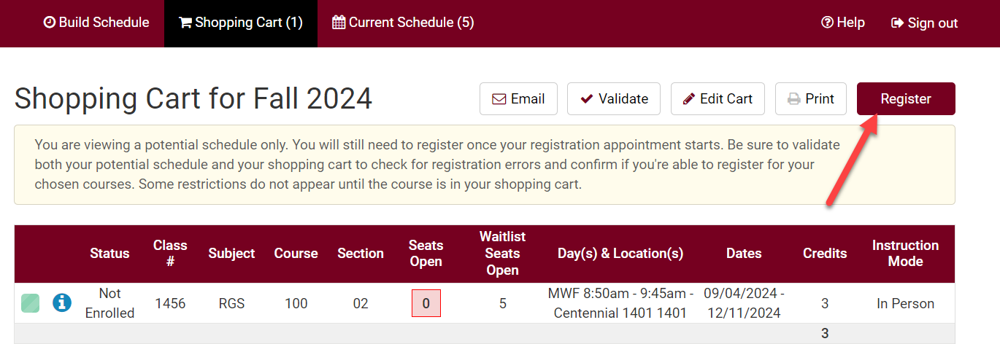 Build Schedule Shopping Cart (1) Current Schedule (5) Help Sign out
Shopping Cart for Fall 2024 Email Validate Edit Cart Print Register
You are viewing a potential schedule only. You will still need to register once your registration appointment starts. Be sure to validate
both your potential schedule and your shopping cart to check for registration errors and confirm if you're able to register for your
chosen courses. Some restrictions do not appear until the course is in your shopping cart.
Status Class # Subject Course Section Seats Open Waitlist Seats Open Day(s) & Location(s) Dates Credits Instruction Mode
Not Enrolled 1456 RGS 100 02 0 5 MWF 8:50am - 9:45am - Centennial 1401 1401 09/04/2024 - 12/11/2024 3 In Person
3